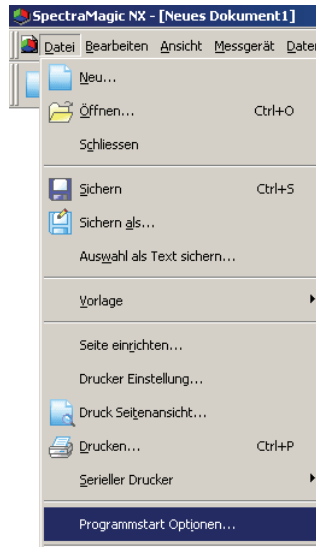 SpectraMagic NX - [Neues Dokument1]
Datei Bearbeiten Ansicht Messgerät Daten
Neu...
Öffnen... Ctrl+O
Schliessen
Sichern Ctrl+S
Sichern als...
Auswahl als Text sichern...
Vorlage
Seite einrichten...
Drucker Einstellung...
Druck Seitenansicht...
Drucken... Ctrl+P
Serieller Drucker
Programmstart Optionen...